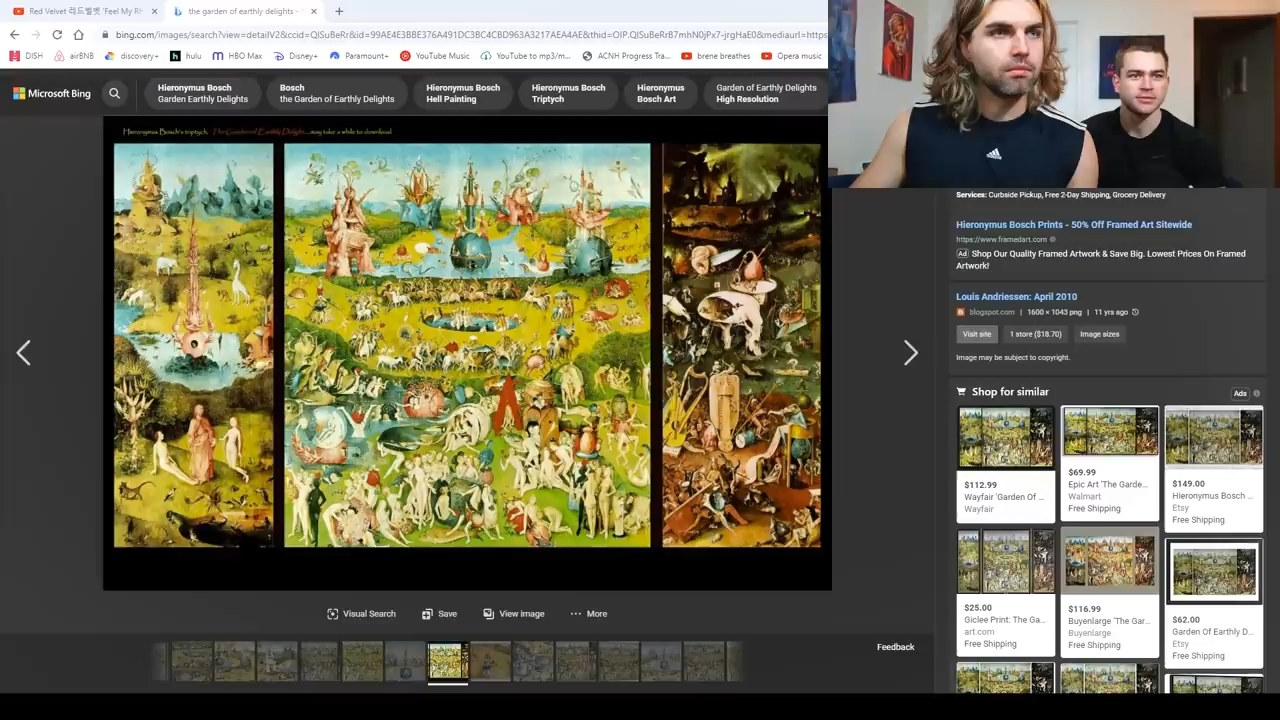 Red Velvet 레드벨벳 'Feel My R
the garden of earthly delights -
bing.com/images/search?view=detailV2&ccid=QISuBeRr&id=99AE4E3BBE376A491DC3BC4CBD963A3217AEA4AE&thid=OIP.QISuBeRrB7mhN0jPx7-jrgHaE0&mediaurl=https
DISH
airBNB
discovery+
hulu
HBO Max
Disney+
Paramount+
YouTube Music
YouTube to mp3/m...
ACNH Progress Tra...
brene breathes
Opera music
Microsoft Bing
Hieronymus Bosch
Garden Earthly Delights
Bosch
the Garden of Earthly Delights
Hieronymus Bosch
Hell Painting
Hieronymus Bosch
Triptych
Hieronymus
Bosch Art
Garden of Earthly Delights
High Resolution
Hieronymus Bosch's triptych, The Garden of Earthly Delight....may take a while to download
Services: Curbside Pickup, Free 2-Day Shipping, Grocery Delivery
Hieronymus Bosch Prints - 50% Off Framed Art Sitewide
https://www.framedart.com
Ad Shop Our Quality Framed Artwork & Save Big. Lowest Prices On Framed
Artwork!
Louis Andriessen: April 2010
blogspot.com | 1600 × 1043 png | 11 yrs ago
Visit site
1 store ($18.70)
Image sizes
Image may be subject to copyright.
Shop for similar
Ads
$112.99
Wayfair 'Garden Of ...
Wayfair
$69.99
Epic Art 'The Garde...
Walmart
Free Shipping
$149.00
Hieronymus Bosch ...
Etsy
Free Shipping
$25.00
Giclee Print: The Ga...
art.com
Free Shipping
$116.99
Buyenlarge 'The Gar...
Buyenlarge
Free Shipping
$62.00
Garden Of Earthly D...
Etsy
Free Shipping
Visual Search
Save
View image
More
Feedback